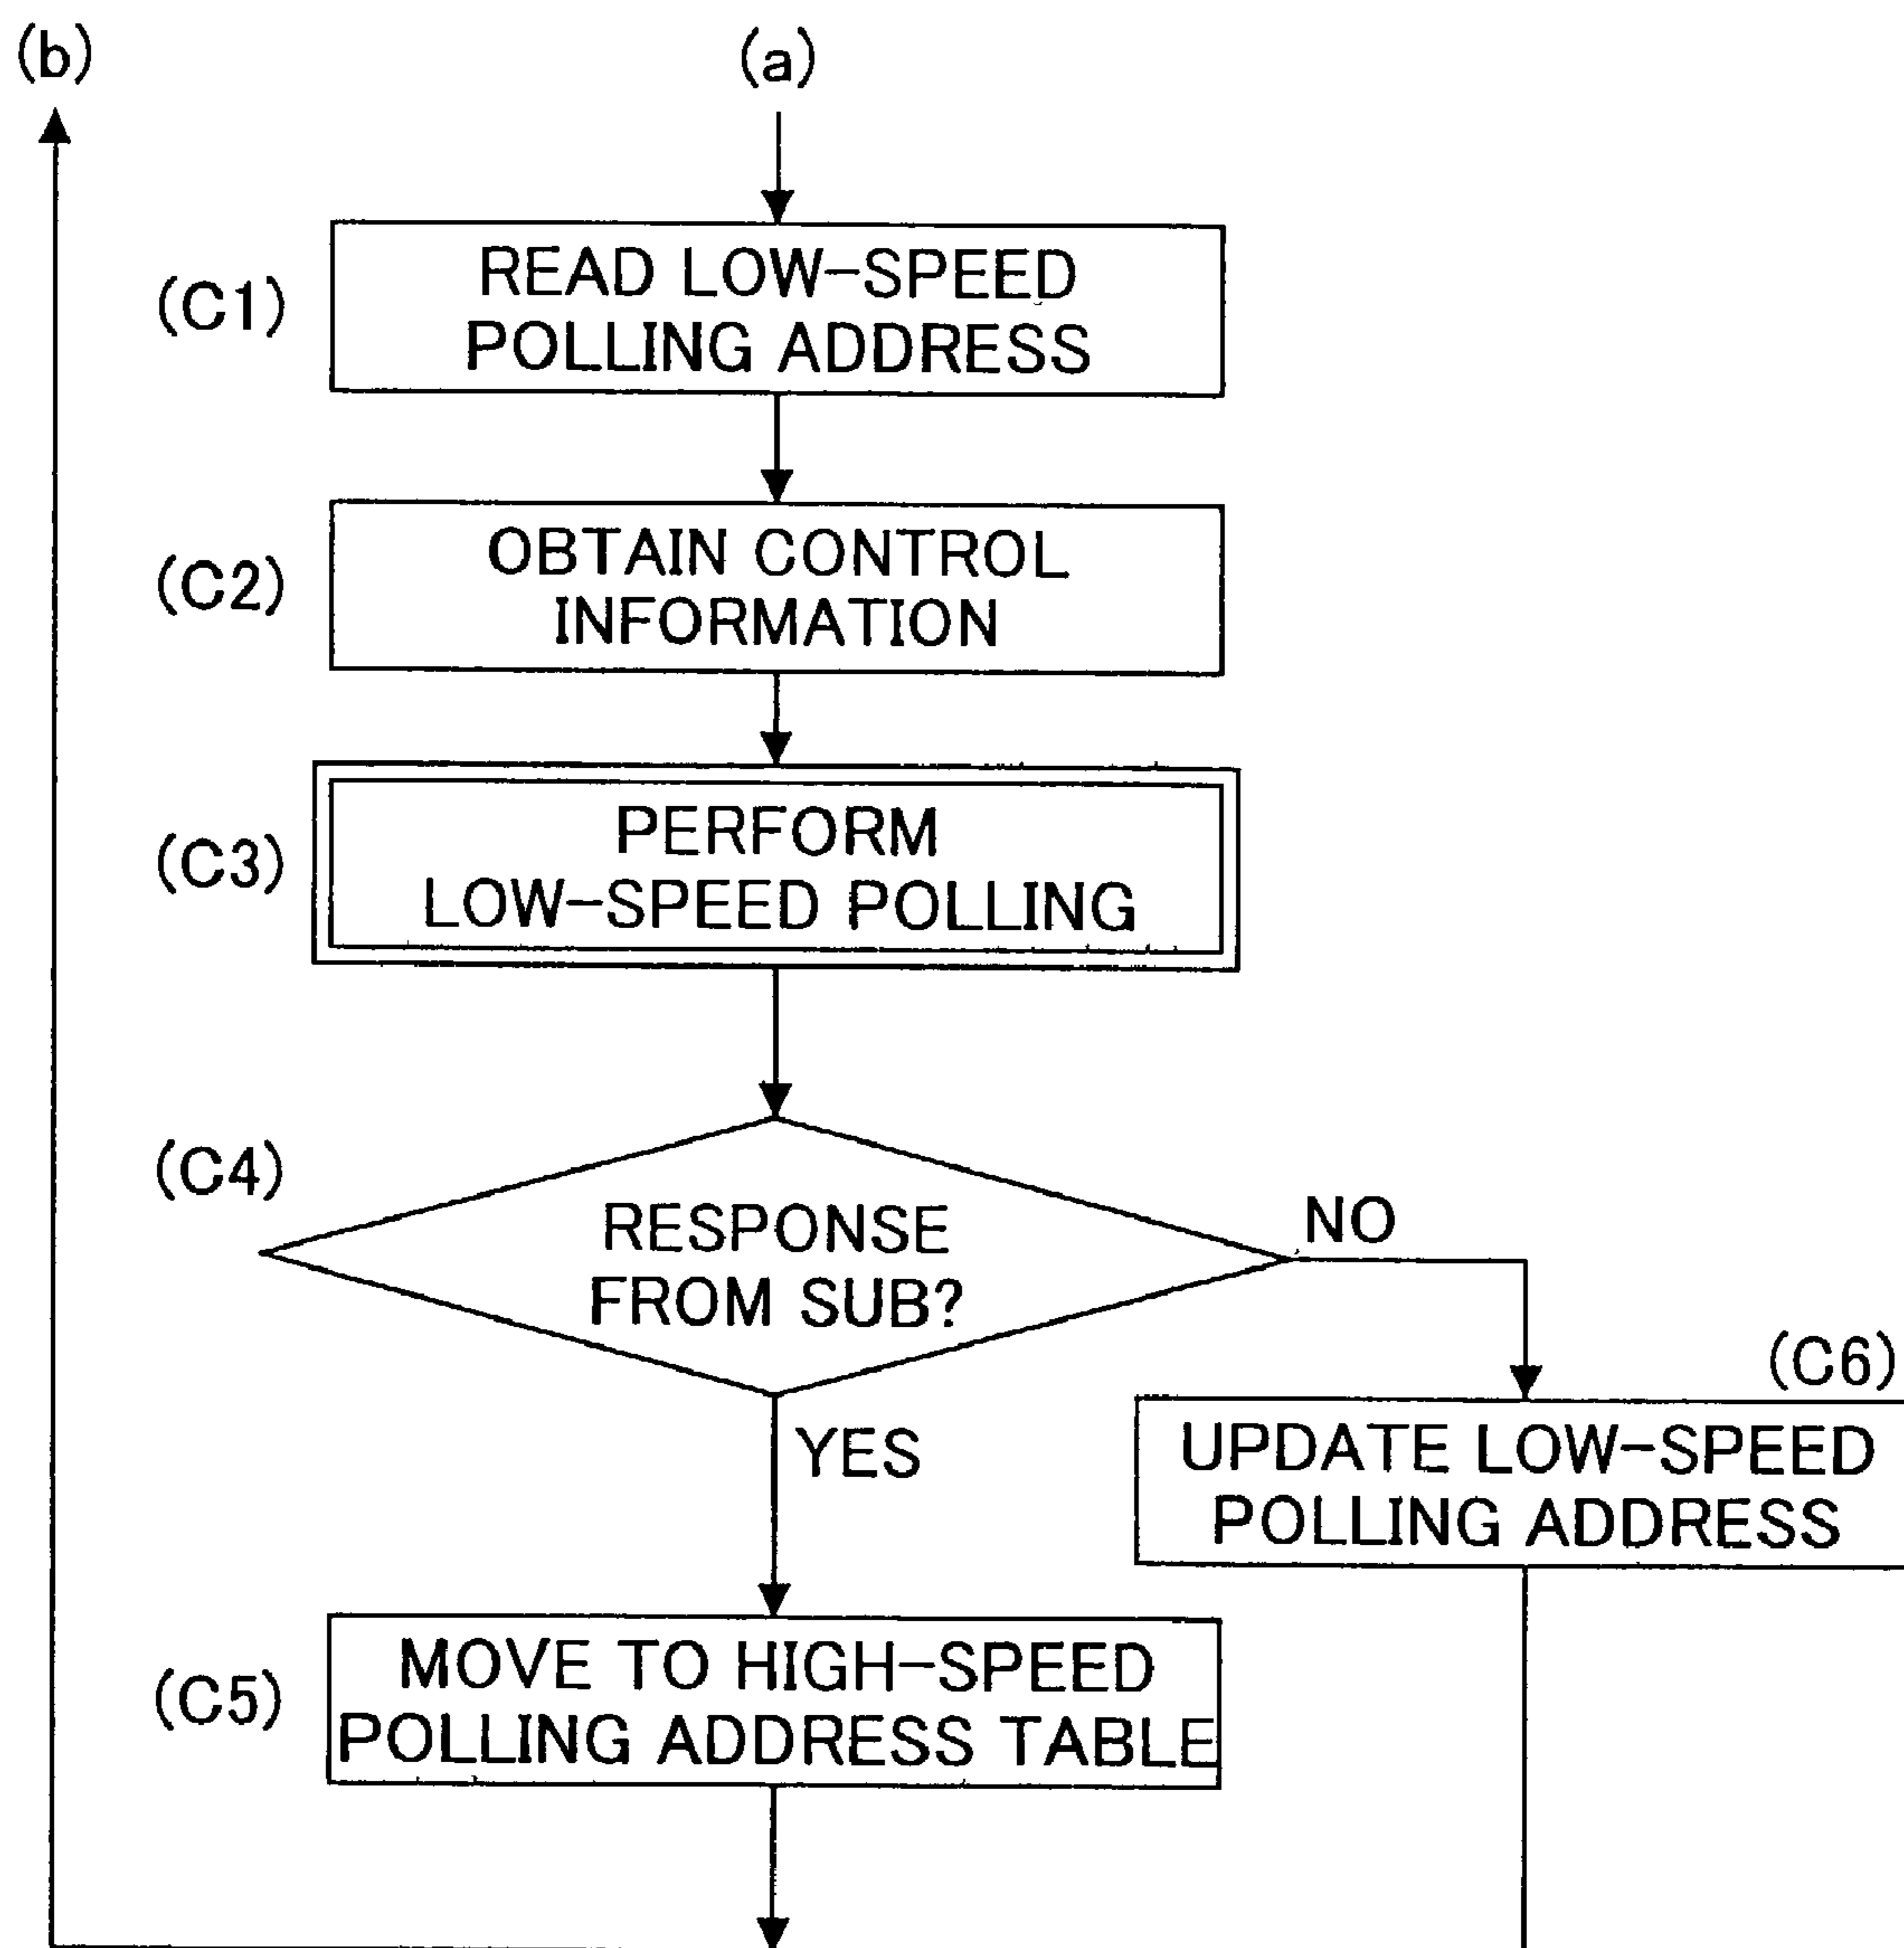 (b)
(a)
(C1)
READ LOW-SPEED
POLLING ADDRESS
(C2)
OBTAIN CONTROL
INFORMATION
(C3)
PERFORM
LOW-SPEED POLLING
(C4)
RESPONSE
FROM SUB?
NO
(C6)
UPDATE LOW-SPEED
POLLING ADDRESS
YES
(C5)
MOVE TO HIGH-SPEED
POLLING ADDRESS TABLE